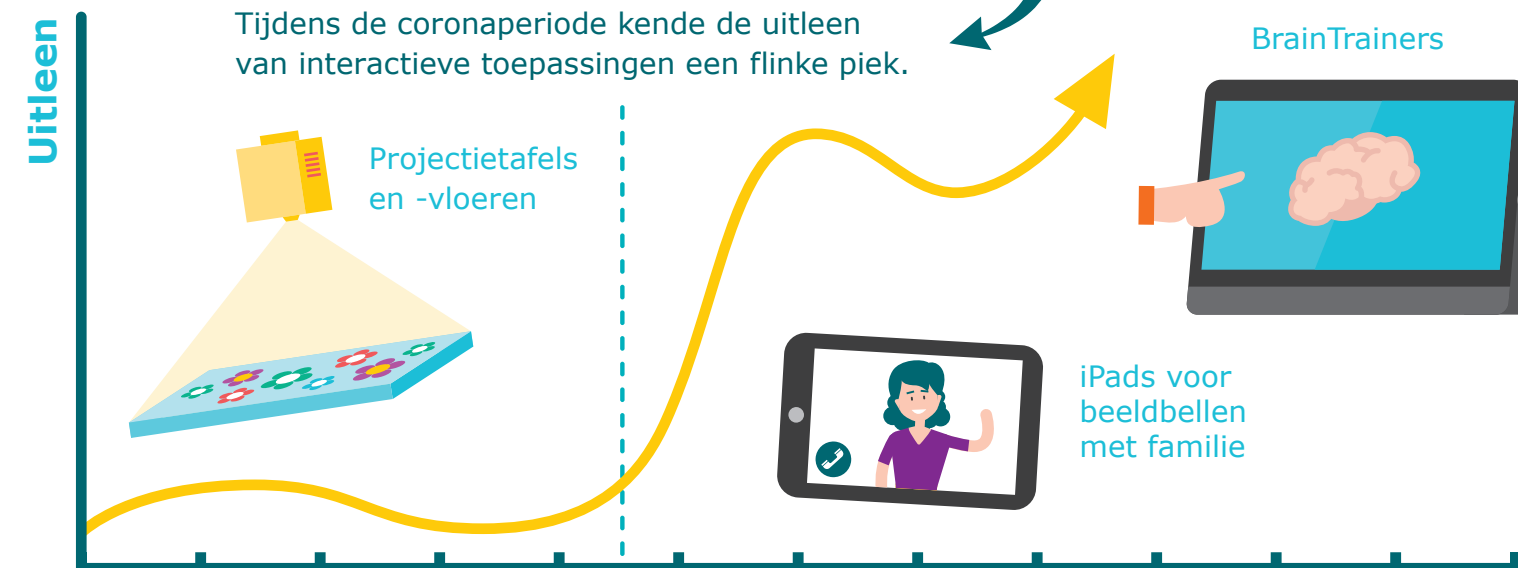 Uitleen
Tijdens de coronaperiode kende de uitleen
van interactieve toepassingen een flinke piek.
BrainTrainers
Projectietafels
en -vloeren
iPads voor
beeldbellen
met familie